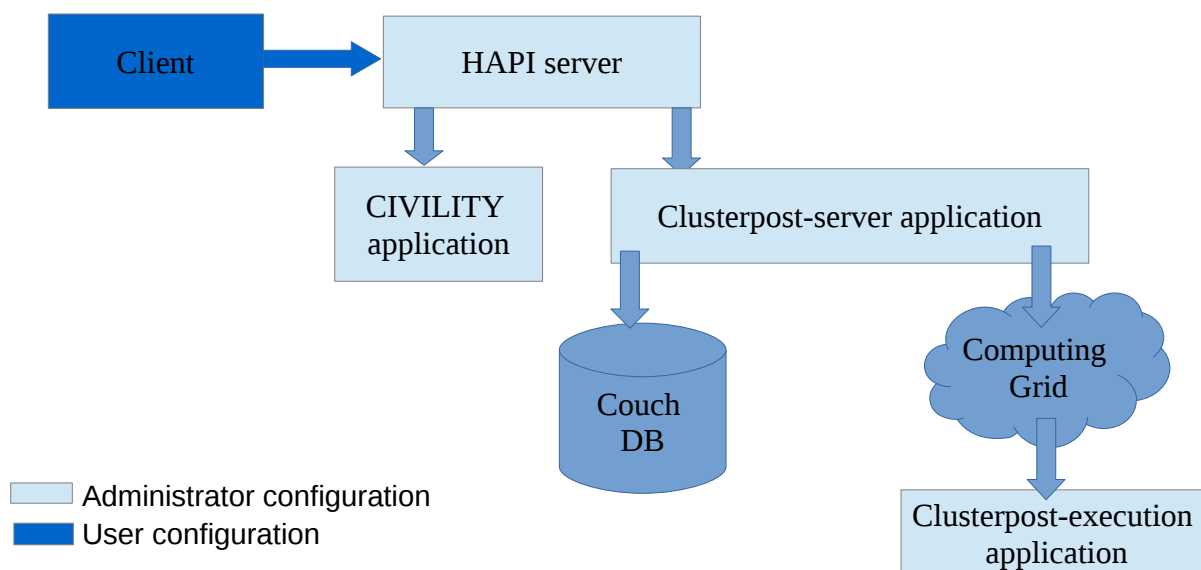 Client
HAPI server
CIVILITY
application
Clusterpost-server application
Computing
Grid
Couch
DB
Administrator configuration
User configuration
Clusterpost-execution
application